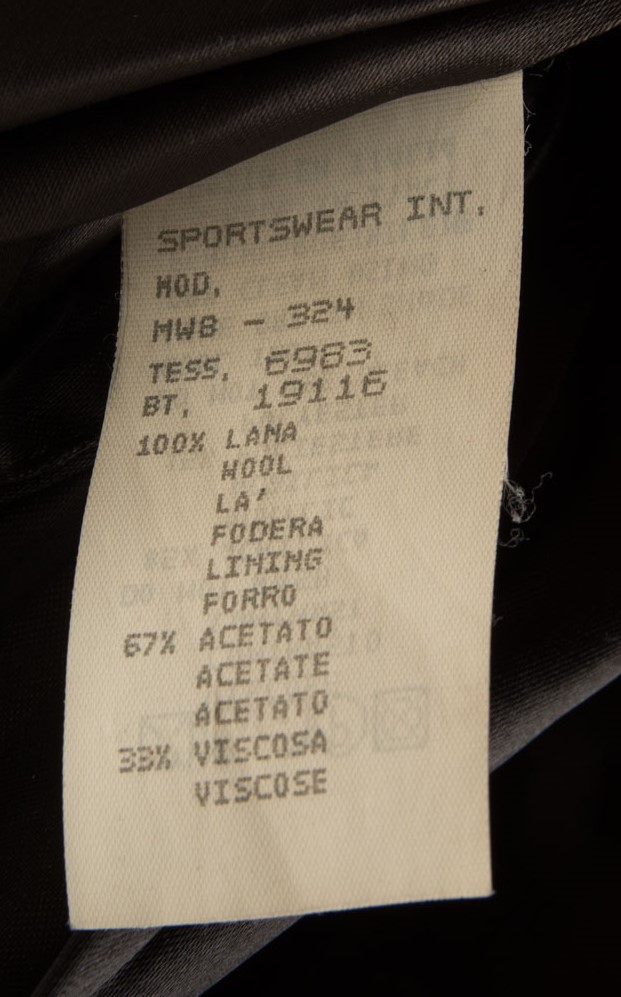 SPORTSWEAR INT.
MOD.
MWB - 324
TESS. 6983
BT. 19116
100% LANA
WOOL
LA'
FODERA
LINING
FORRO
67% ACETATO
ACETATE
ACETATO
33% VISCOSA
VISCOSE